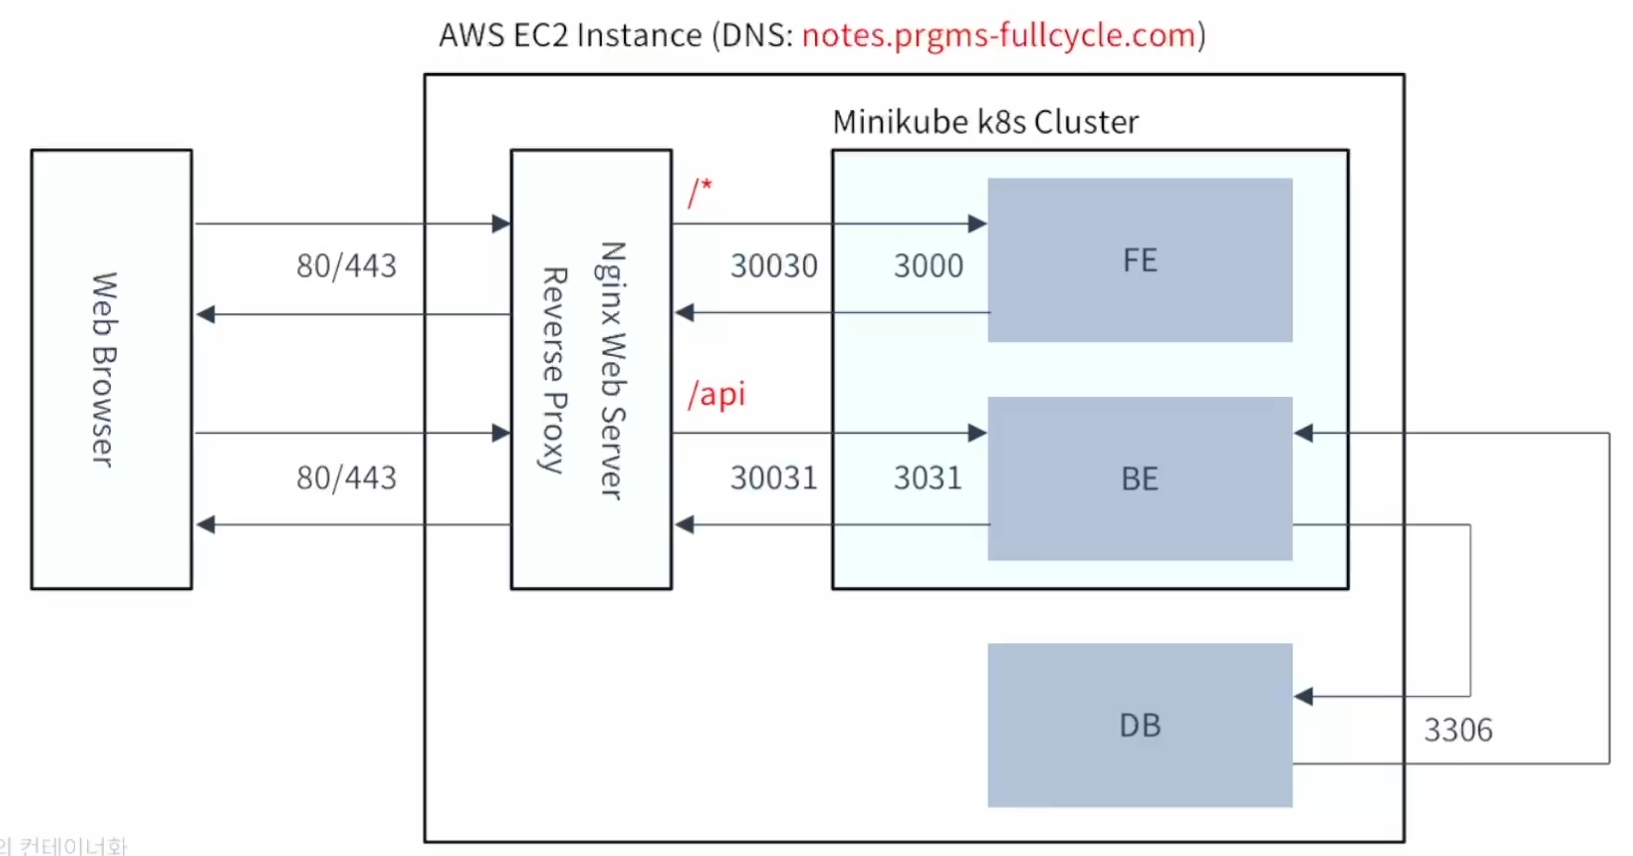 AWS EC2 Instance (DNS: notes.prgms-fullcycle.com)
Minikube k8s Cluster
Web Browser
80/443
80/443
Nginx Web Server
Reverse Proxy
/*
30030
3000
FE
/api
30031
3031
BE
DB
3306
의 컨테이너화